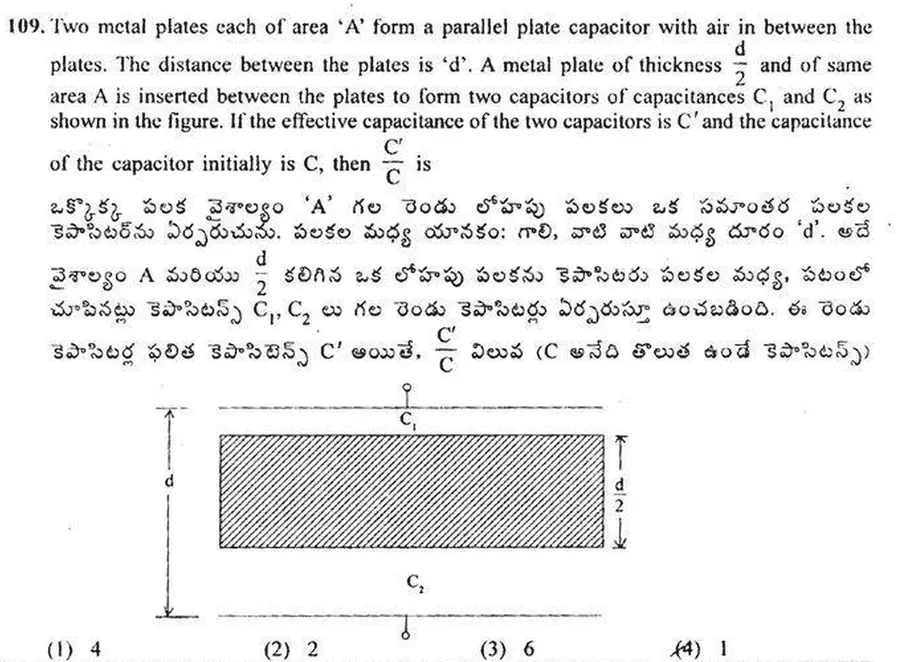 109. Two metal plates each of area ‘A’ form a parallel plate capacitor with air in between the
plates. The distance between the plates is ‘d’. A metal plate of thickness d/2 and of same
area A is inserted between the plates to form two capacitors of capacitances C₁ and C₂ as
shown in the figure. If the effective capacitance of the two capacitors is C′ and the capacitance
of the capacitor initially is C, then C′/C is
ఒక్కొక్క పలక వైశాల్యం ‘A’ గల రెండు లోహపు పలకలు ఒక సమాంతర పలకల
కెపాసిటర్‌ను ఏర్పరుచును. పలకల మధ్య యానకం: గాలి, వాటి వాటి మధ్య దూరం ‘d’. అదే
వైశాల్యం A మరియు d/2 కలిగిన ఒక లోహపు పలకను కెపాసిటరు పలకల మధ్య, పటంలో
చూపినట్లు కెపాసిటన్స్ C₁, C₂ లు గల రెండు కెపాసిటర్లు ఏర్పరుస్తూ ఉంచబడింది. ఈ రెండు
కెపాసిటర్ల ఫలిత కెపాసిటెన్స్ C′ అయితే, C′/C విలువ (C అనేది తొలుత ఉండే కెపాసిటన్స్)
C₁
d
d/2
C₂
(1) 4 (2) 2 (3) 6 (4) 1